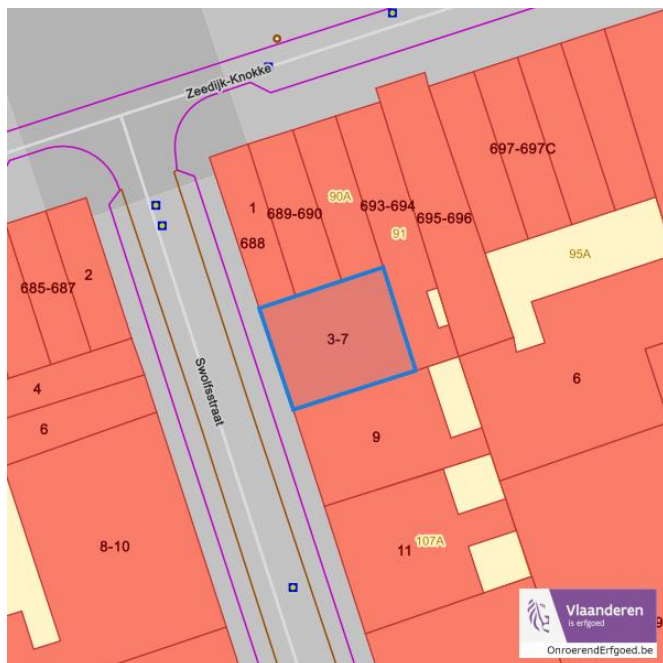 Zeedijk-Knokke
697-697C
90A
693-694
1
689-690
695-696
91
688
95A
2
685-687
3-7
Swolfsstraat
4
6
6
9
8-10
11
107A
Vlaanderen
is erfgoed
OnroerendErfgoed.be